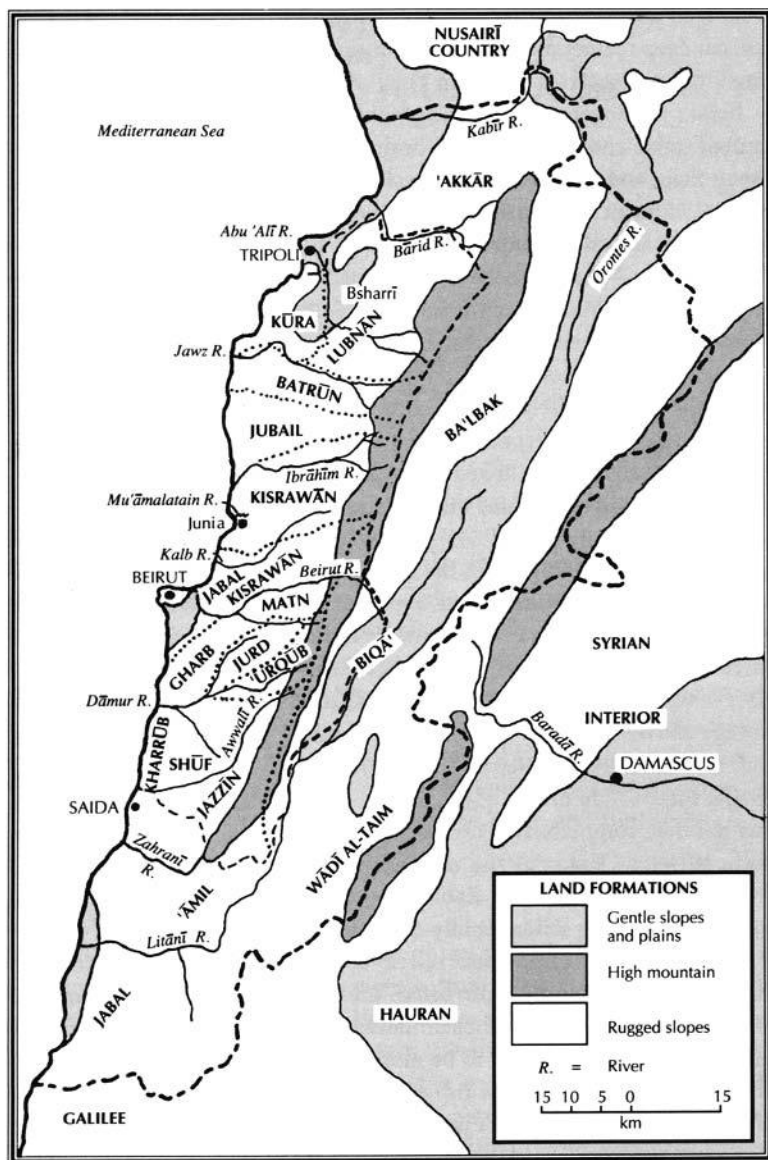 NUSAIRĪ
COUNTRY
Mediterranean Sea
Kabīr R.
'AKKĀR
Abu 'Alī R.
TRIPOLI
Bārid R.
Orontes R.
Bsharrī
KŪRA
LUBNĀN
Jawz R.
BATRŪN
BA'LBAK
JUBAIL
Ibrāhīm R.
KISRAWĀN
Mu'āmalatain R.
Junia
Kalb R.
JABAL
KISRAWĀN
Beirut R.
BEIRUT
MATN
BIQĀ'
GHARB
JURD
'URQŪB
SYRIAN
INTERIOR
Dāmur R.
Awwalī R.
Baradā R.
KHARRŪB
SHŪF
DAMASCUS
JAZZĪN
SAIDA
Zahranī
R.
WĀDĪ AL-TAIM
'ĀMIL
Lītānī R.
JABAL
HAURAN
GALILEE
LAND FORMATIONS
Gentle slopes
and plains
High mountain
Rugged slopes
R. = River
15 10 5 0 15
km